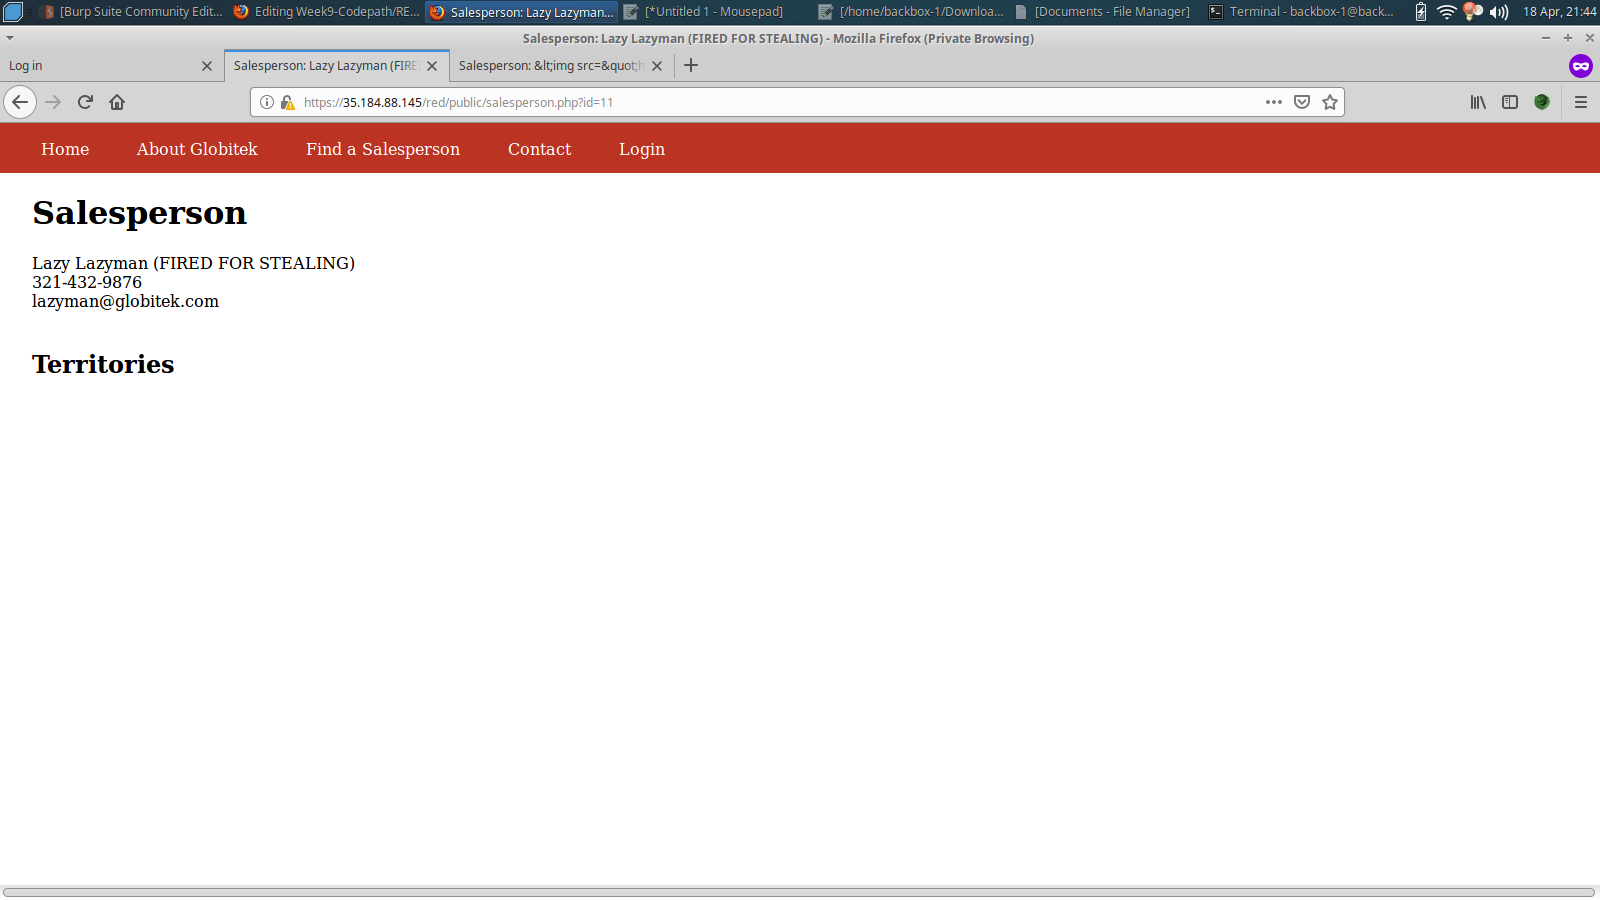 [Burp Suite Community Edit... Editing Week9-Codepath/RE... Salesperson: Lazy Lazyman... [*Untitled 1 - Mousepad] [/home/backbox-1/Downloa... [Documents - File Manager] Terminal - backbox-1@back... 18 Apr, 21:44
Salesperson: Lazy Lazyman (FIRED FOR STEALING) - Mozilla Firefox (Private Browsing)
Log in Salesperson: Lazy Lazyman (FIRE Salesperson: &lt;img src=&quot;h
https://35.184.88.145/red/public/salesperson.php?id=11
Home About Globitek Find a Salesperson Contact Login
Salesperson
Lazy Lazyman (FIRED FOR STEALING)
321-432-9876
lazyman@globitek.com
Territories